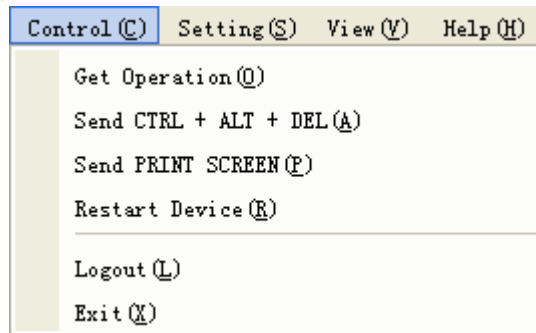 Control(C) Setting(S) View(V) Help(H)
Get Operation(O)
Send CTRL + ALT + DEL(A)
Send PRINT SCREEN(P)
Restart Device(R)
Logout(L)
Exit(X)